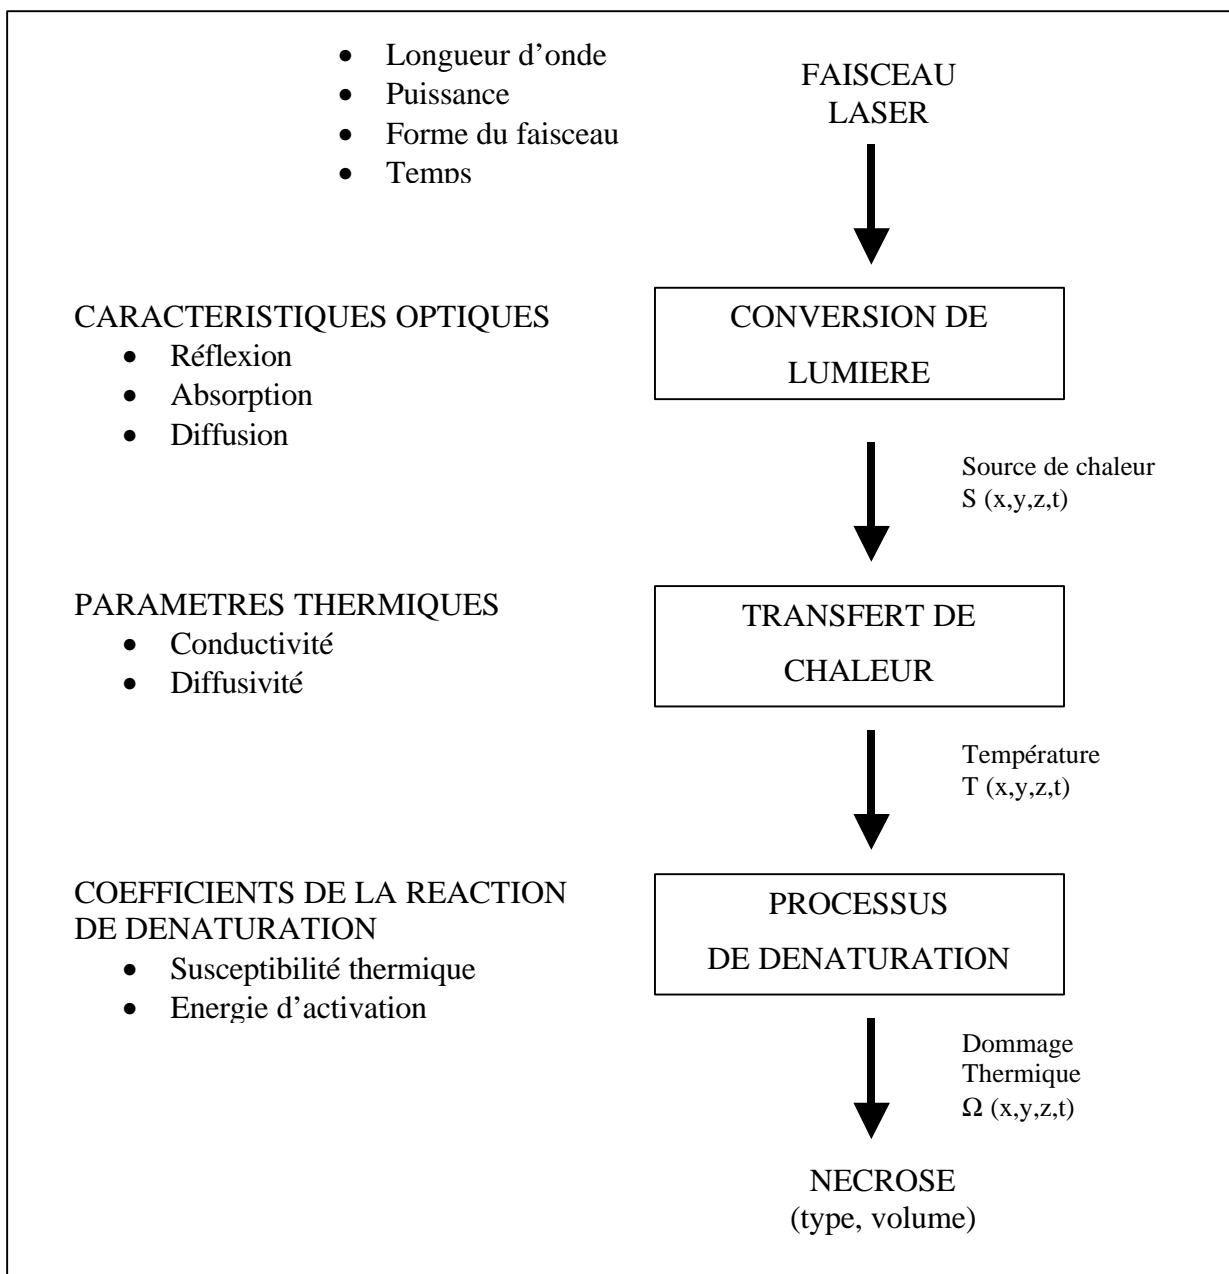 • Longueur d’onde
• Puissance
• Forme du faisceau
• Temps
FAISCEAU
LASER
CARACTERISTIQUES OPTIQUES
• Réflexion
• Absorption
• Diffusion
CONVERSION DE
LUMIERE
Source de chaleur
S (x,y,z,t)
PARAMETRES THERMIQUES
• Conductivité
• Diffusivité
TRANSFERT DE
CHALEUR
Température
T (x,y,z,t)
COEFFICIENTS DE LA REACTION
DE DENATURATION
• Susceptibilité thermique
• Energie d’activation
PROCESSUS
DE DENATURATION
Dommage
Thermique
Ω (x,y,z,t)
NECROSE
(type, volume)